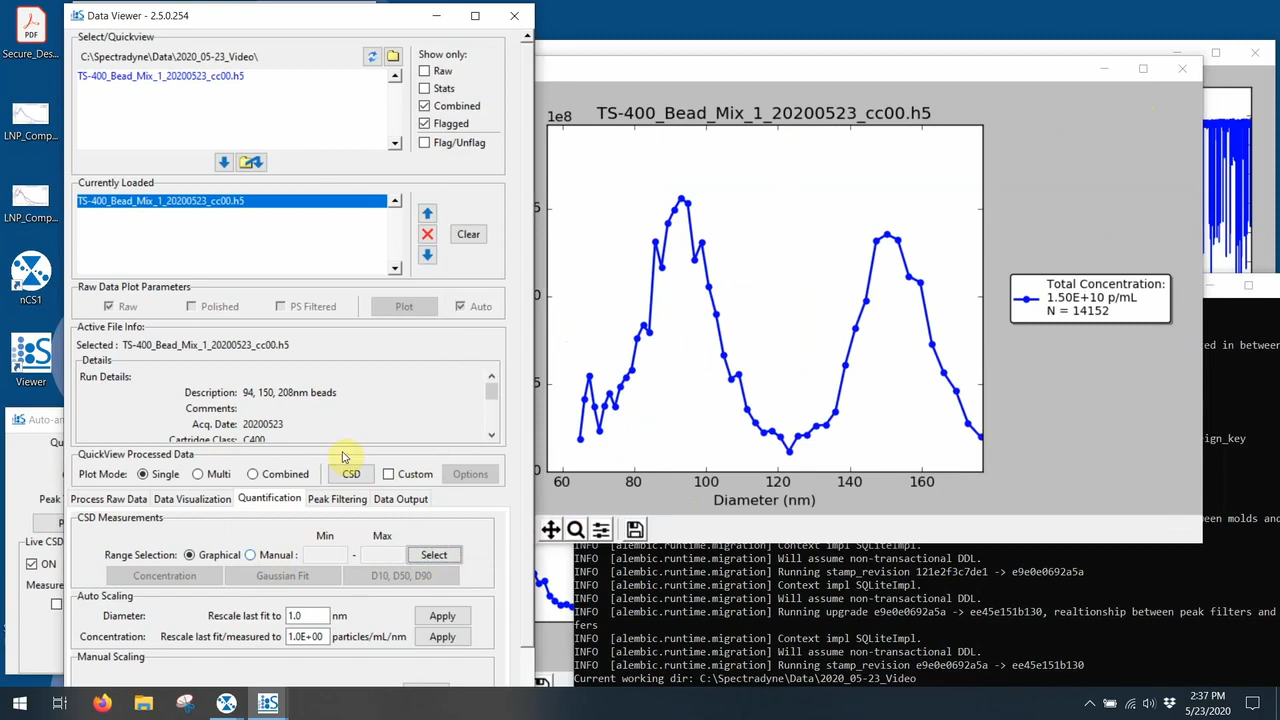 Secure_Des...
LNP_Comp...
LNP_Comp...
nCS1
Viewer
Data Viewer - 2.5.0.254
Select/Quickview
C:\Spectradyne\Data\2020_05-23_Video\
Show only:
TS-400_Bead_Mix_1_20200523_cc00.h5
Raw
Stats
Combined
Flagged
Flag/Unflag
Currently Loaded
TS-400_Bead_Mix_1_20200523_cc00.h5
Clear
Raw Data Plot Parameters
Raw
Polished
PS Filtered
Plot
Auto
Active File Info:
Selected : TS-400_Bead_Mix_1_20200523_cc00.h5
Details
Run Details:
Description: 94, 150, 208nm beads
Comments:
Acq. Date: 20200523
Cartridge Class: C400
QuickView Processed Data
Plot Mode:
Single
Multi
Combined
CSD
Custom
Options
Process Raw Data
Data Visualization
Quantification
Peak Filtering
Data Output
CSD Measurements
Min
Max
Range Selection:
Graphical
Manual :
-
Select
Concentration
Gaussian Fit
D10, D50, D90
Auto Scaling
Diameter: Rescale last fit to 1.0 nm
Apply
Concentration: Rescale last fit/measured to 1.0E+00 particles/mL/nm
Apply
Manual Scaling
Auto-an
Qu
Peak
Live CSD
ON
Measure
1e8
TS-400_Bead_Mix_1_20200523_cc00.h5
5
0
5
0
60
80
100
120
140
160
Diameter (nm)
Total Concentration:
1.50E+10 p/mL
N = 14152
ed in between
ign_key
een molds and
INFO [alembic.runtime.migration] Context impl SQLiteImpl.
INFO [alembic.runtime.migration] Will assume non-transactional DDL.
INFO [alembic.runtime.migration] Running stamp_revision 121e2f3c7de1 -> e9e0e0692a5a
INFO [alembic.runtime.migration] Context impl SQLiteImpl.
INFO [alembic.runtime.migration] Will assume non-transactional DDL.
INFO [alembic.runtime.migration] Running upgrade e9e0e0692a5a -> ee45e151b130, realtionship between peak filters and
fers
INFO [alembic.runtime.migration] Context impl SQLiteImpl.
INFO [alembic.runtime.migration] Will assume non-transactional DDL.
INFO [alembic.runtime.migration] Running stamp_revision e9e0e0692a5a -> ee45e151b130
Current working dir: C:\Spectradyne\Data\2020_05-23_Video
2:37 PM
5/23/2020